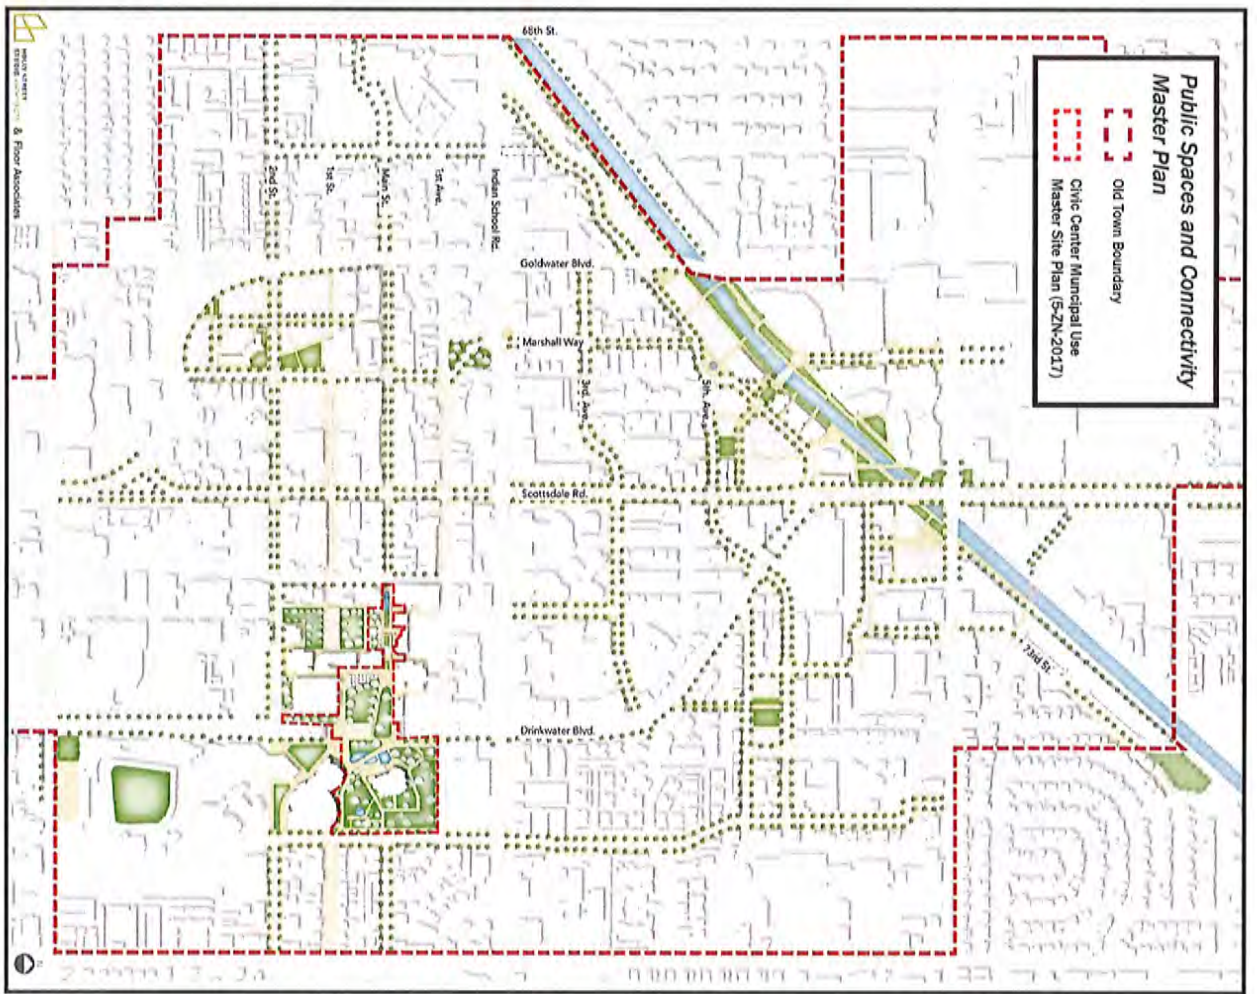 Public Spaces and Connectivity
Master Plan
Old Town Boundary
Civic Center Muncipal Use
Master Site Plan (5-ZN-2017)
68th St.
2nd St.
1st St.
Main St.
1st Ave.
Indian School Rd.
Goldwater Blvd.
Marshall Way
3rd. Ave.
5th. Ave.
Scottsdale Rd.
73rd St.
Drinkwater Blvd.
& Floor Associates